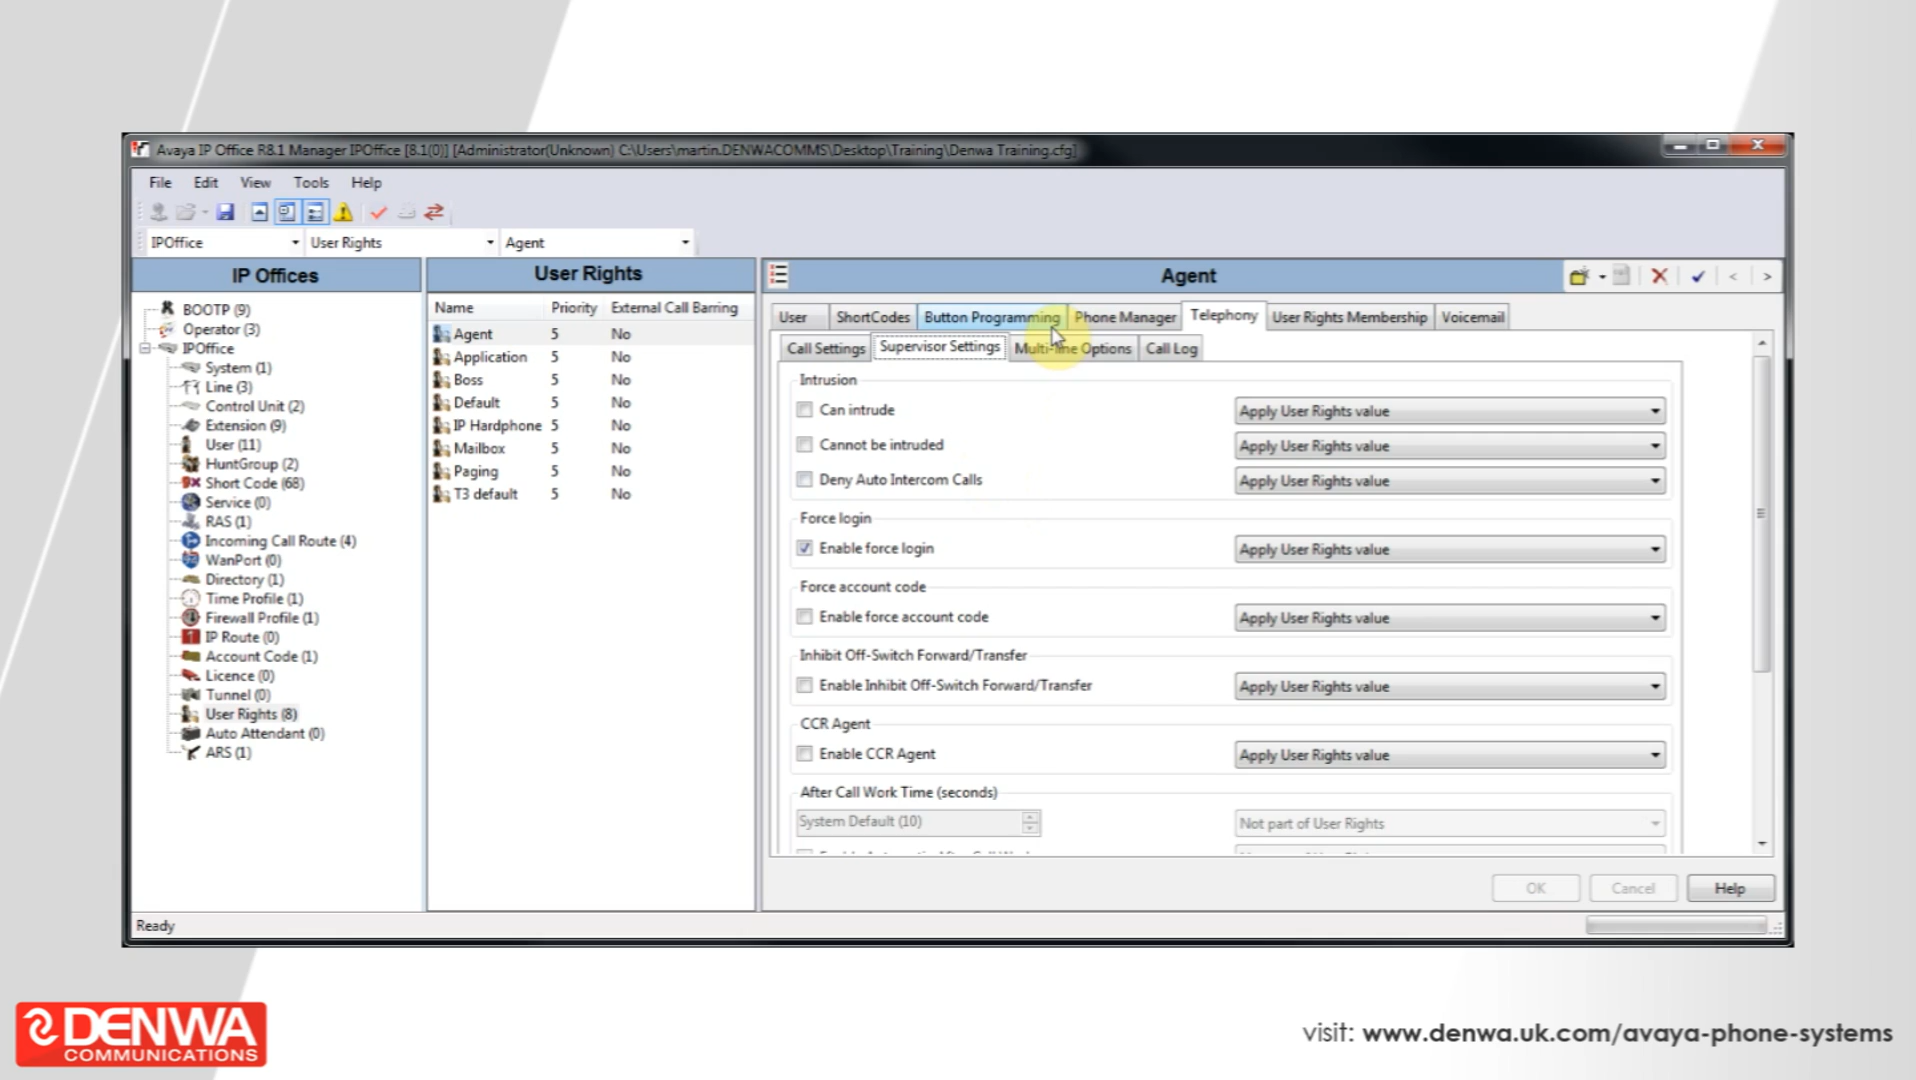 Avaya IP Office R8.1 Manager IPOffice [8.1(0)] [Administrator(Unknown) C:\Users\martin.DENWACOMMS\Desktop\Training\Denwa Training.cfg]
File Edit View Tools Help
IPOffice User Rights Agent
IP Offices
BOOTP (9)
Operator (3)
IPOffice
System (1)
Line (3)
Control Unit (2)
Extension (9)
User (11)
HuntGroup (2)
Short Code (68)
Service (0)
RAS (1)
Incoming Call Route (4)
WanPort (0)
Directory (1)
Time Profile (1)
Firewall Profile (1)
IP Route (0)
Account Code (1)
Licence (0)
Tunnel (0)
User Rights (8)
Auto Attendant (0)
ARS (1)
User Rights
Name Priority External Call Barring
Agent 5 No
Application 5 No
Boss 5 No
Default 5 No
IP Hardphone 5 No
Mailbox 5 No
Paging 5 No
T3 default 5 No
Agent
User ShortCodes Button Programming Phone Manager Telephony User Rights Membership Voicemail
Call Settings Supervisor Settings Multi-line Options Call Log
Intrusion
Can intrude Apply User Rights value
Cannot be intruded Apply User Rights value
Deny Auto Intercom Calls Apply User Rights value
Force login
Enable force login Apply User Rights value
Force account code
Enable force account code Apply User Rights value
Inhibit Off-Switch Forward/Transfer
Enable Inhibit Off-Switch Forward/Transfer Apply User Rights value
CCR Agent
Enable CCR Agent Apply User Rights value
After Call Work Time (seconds)
System Default (10) Not part of User Rights
OK Cancel Help
Ready
DENWA
COMMUNICATIONS
visit: www.denwa.uk.com/avaya-phone-systems